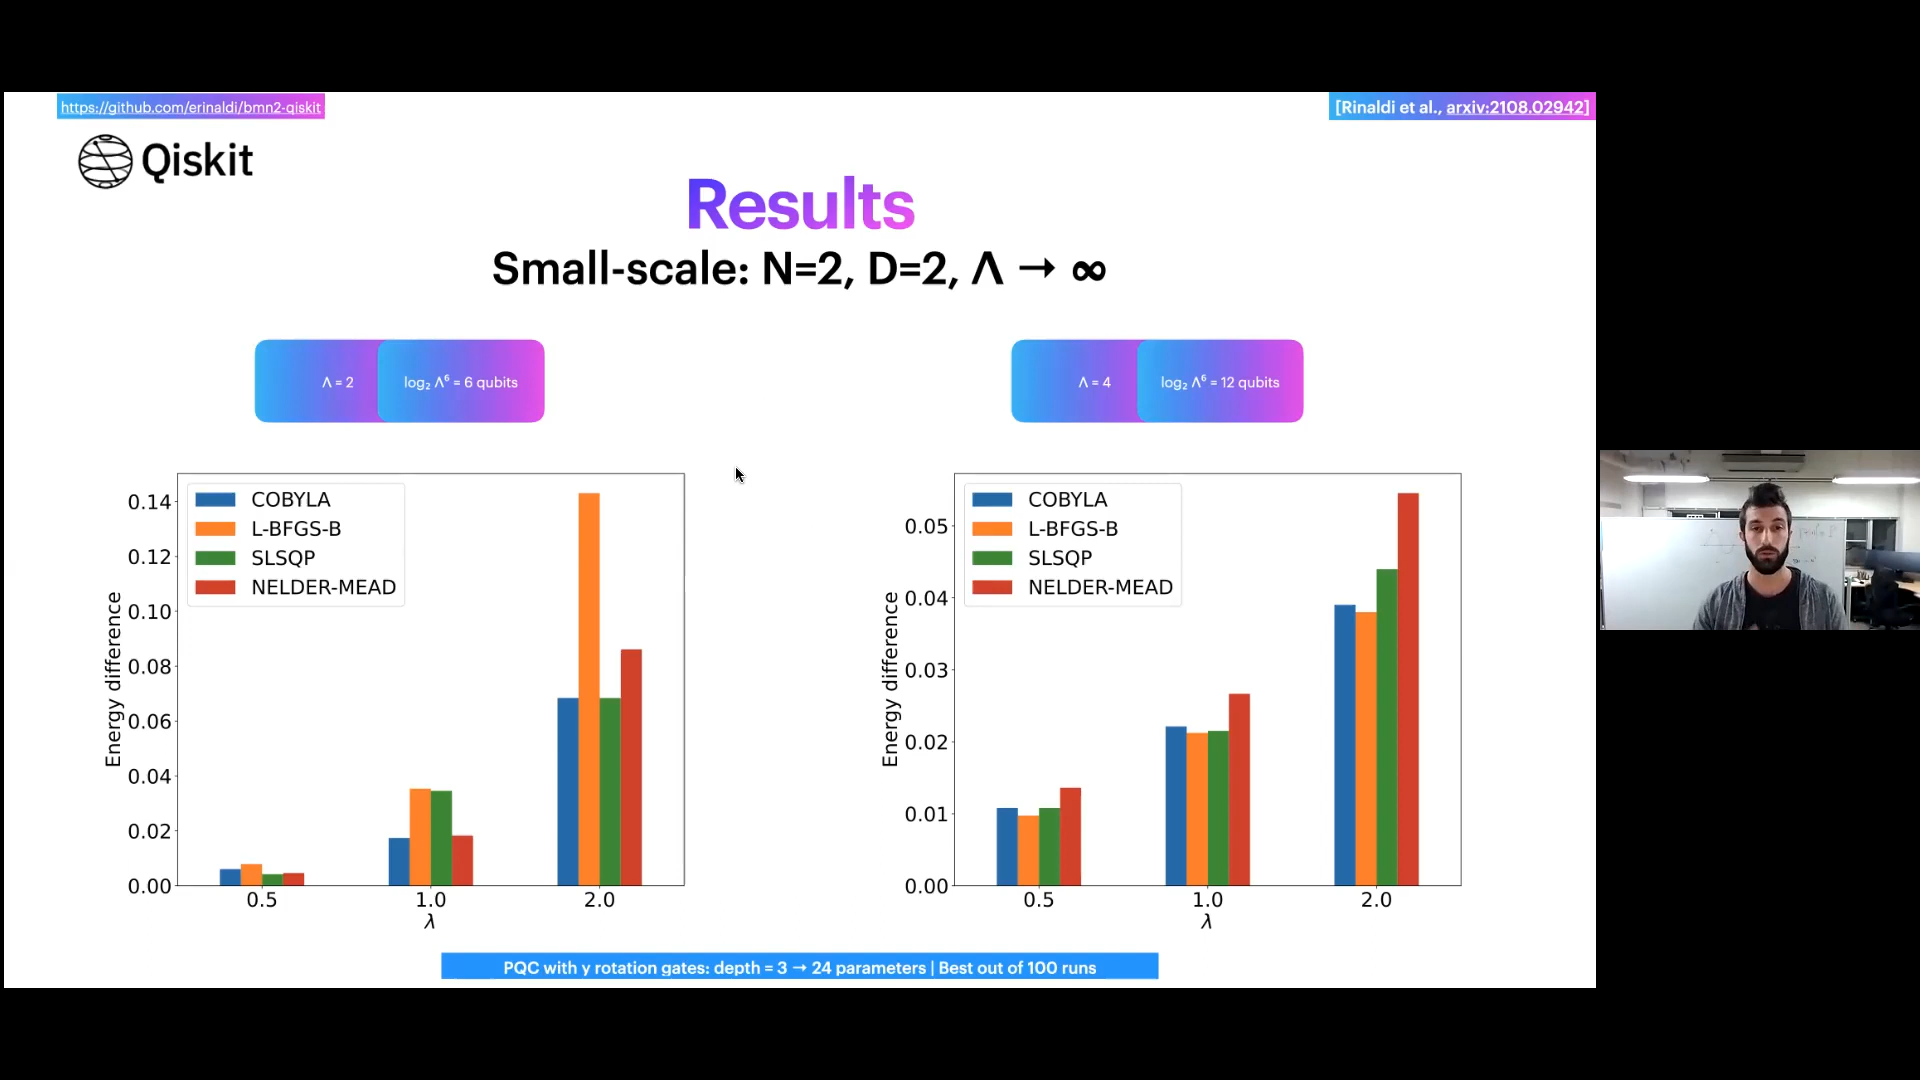 https://github.com/erinaldi/bmn2-qiskit
[Rinaldi et al., arxiv:2108.02942]
Qiskit
Results
Small-scale: N=2, D=2, Λ → ∞
Λ = 2
log₂ Λ⁶ = 6 qubits
Λ = 4
log₂ Λ⁶ = 12 qubits
COBYLA
L-BFGS-B
SLSQP
NELDER-MEAD
Energy difference
0.14
0.12
0.10
0.08
0.06
0.04
0.02
0.00
0.5 1.0 2.0
λ
COBYLA
L-BFGS-B
SLSQP
NELDER-MEAD
Energy difference
0.05
0.04
0.03
0.02
0.01
0.00
0.5 1.0 2.0
λ
PQC with y rotation gates: depth = 3 → 24 parameters | Best out of 100 runs